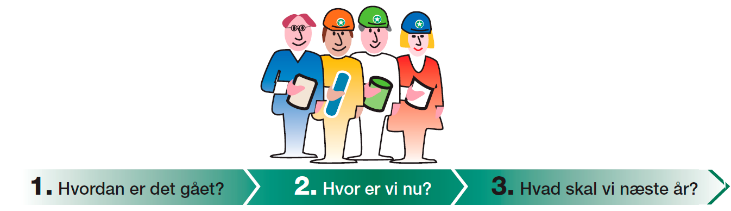 1. Hvordan er det gået?
2. Hvor er vi nu?
3. Hvad skal vi næste år?